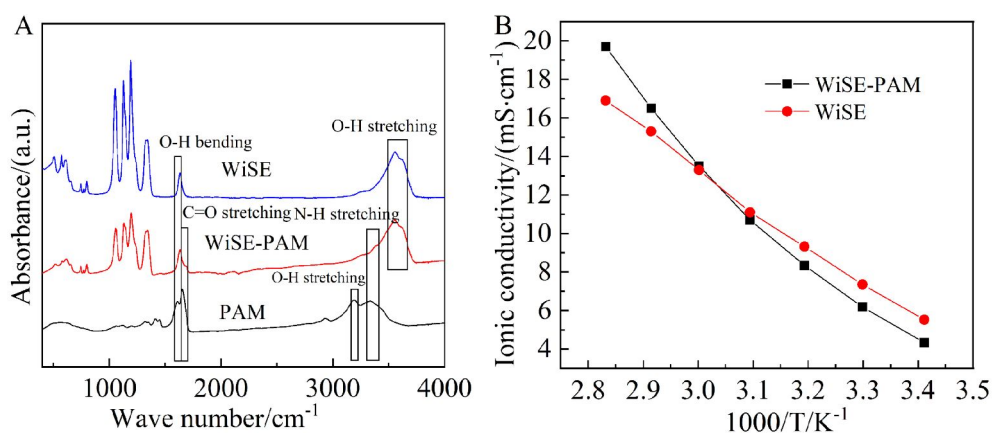 A
Absorbance/(a.u.)
O-H bending
O-H stretching
WiSE
C=O stretching N-H stretching
WiSE-PAM
O-H stretching
PAM
1000 2000 3000 4000
Wave number/cm-1
B
Ionic conductivity/(mS·cm-1)
20
18
16
14
12
10
8
6
4
WiSE-PAM
WiSE
2.8 2.9 3.0 3.1 3.2 3.3 3.4 3.5
1000/T/K-1